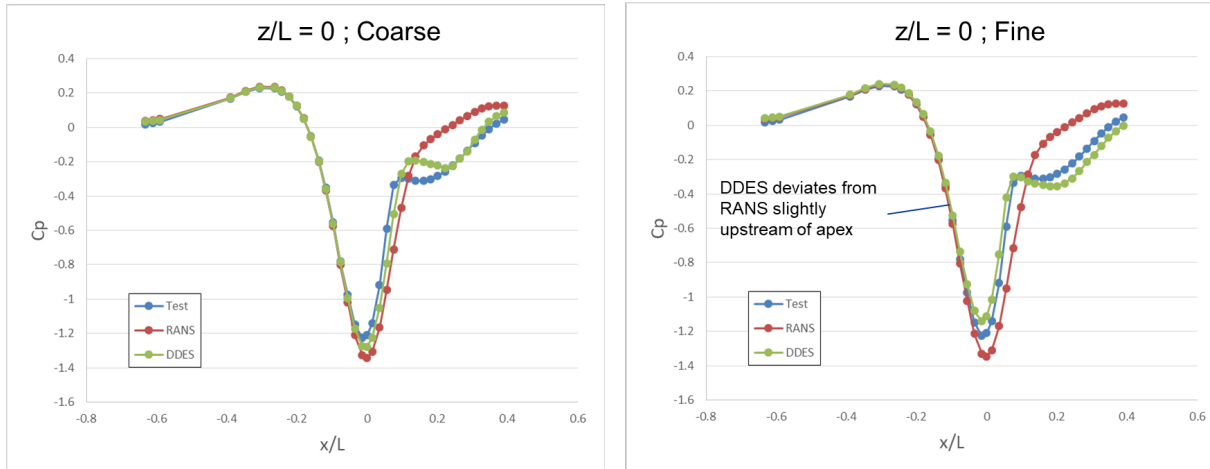 z/L = 0 ; Coarse
0.4
0.2
0
-0.2
-0.4
-0.6
-0.8
-1
-1.2
-1.4
-1.6
Cp
Test
RANS
DDES
-0.8
-0.6
-0.4
-0.2
0
0.2
0.4
0.6
x/L
z/L = 0 ; Fine
0.4
0.2
0
-0.2
-0.4
-0.6
-0.8
-1
-1.2
-1.4
-1.6
Cp
DDES deviates from
RANS slightly
upstream of apex
Test
RANS
DDES
-0.8
-0.6
-0.4
-0.2
0
0.2
0.4
0.6
x/L